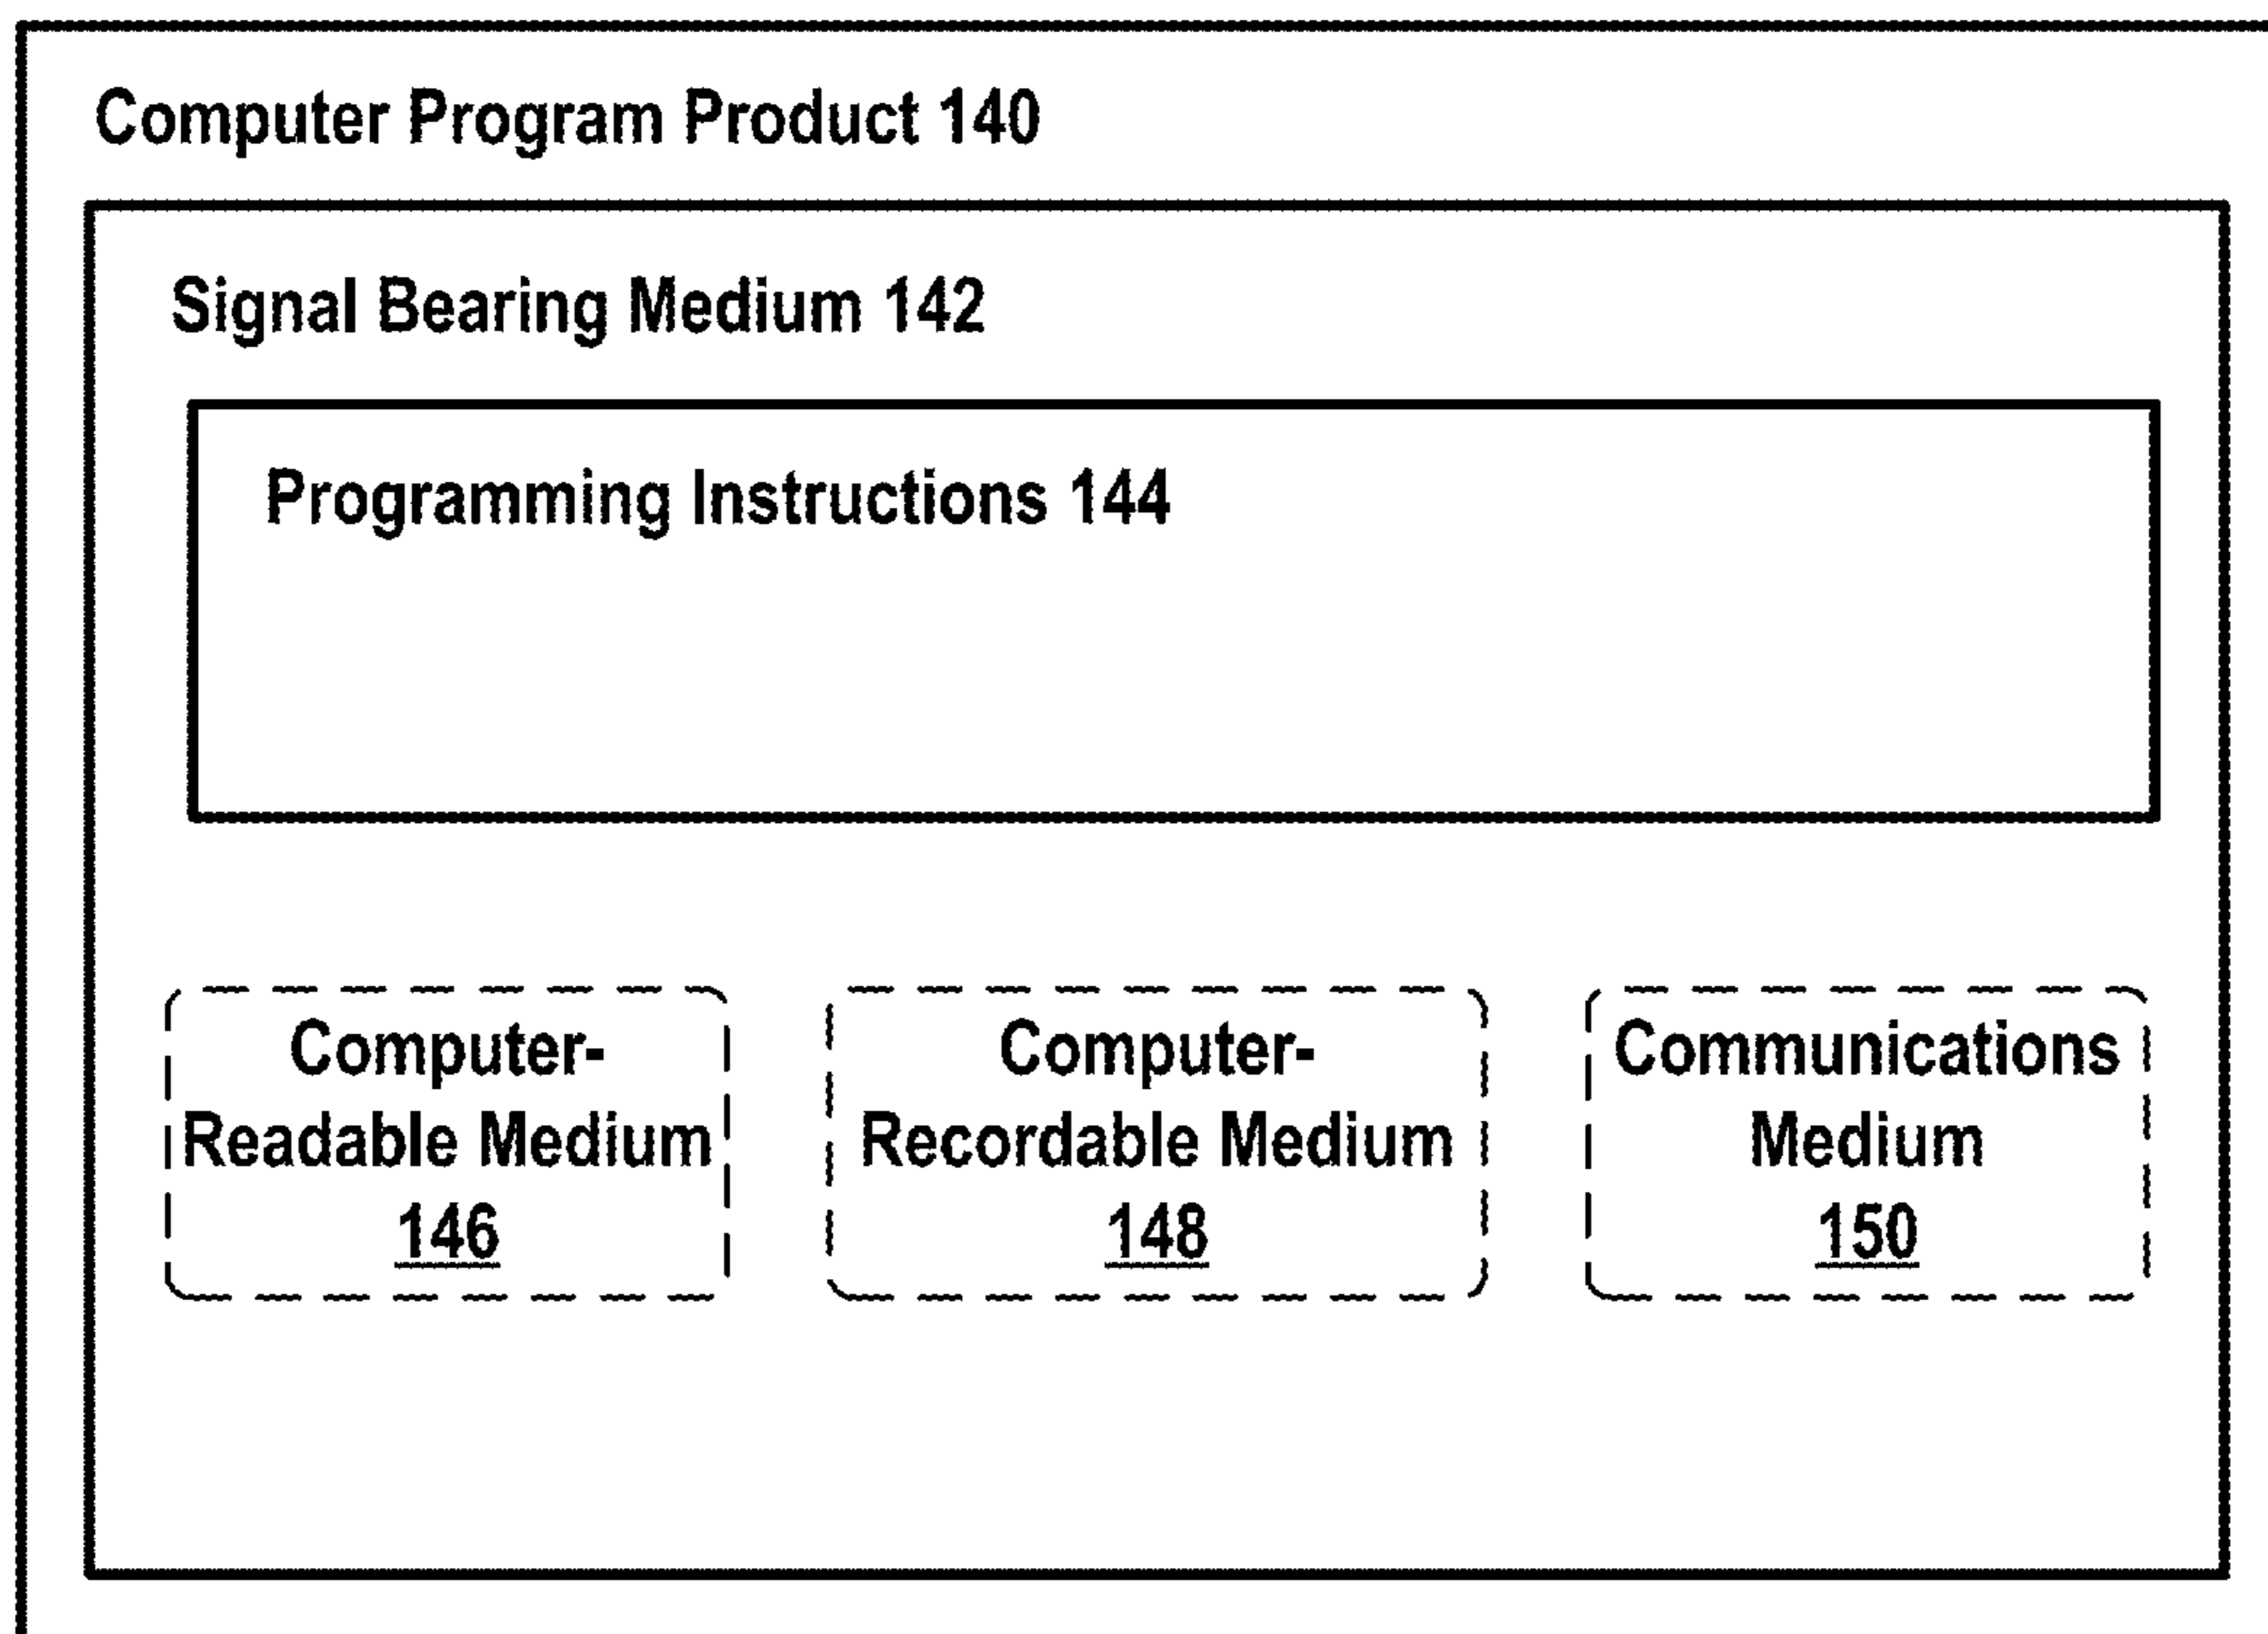 Computer Program Product 140
Signal Bearing Medium 142
Programming Instructions 144
Computer-
Readable Medium
146
Computer-
Recordable Medium
148
Communications
Medium
150